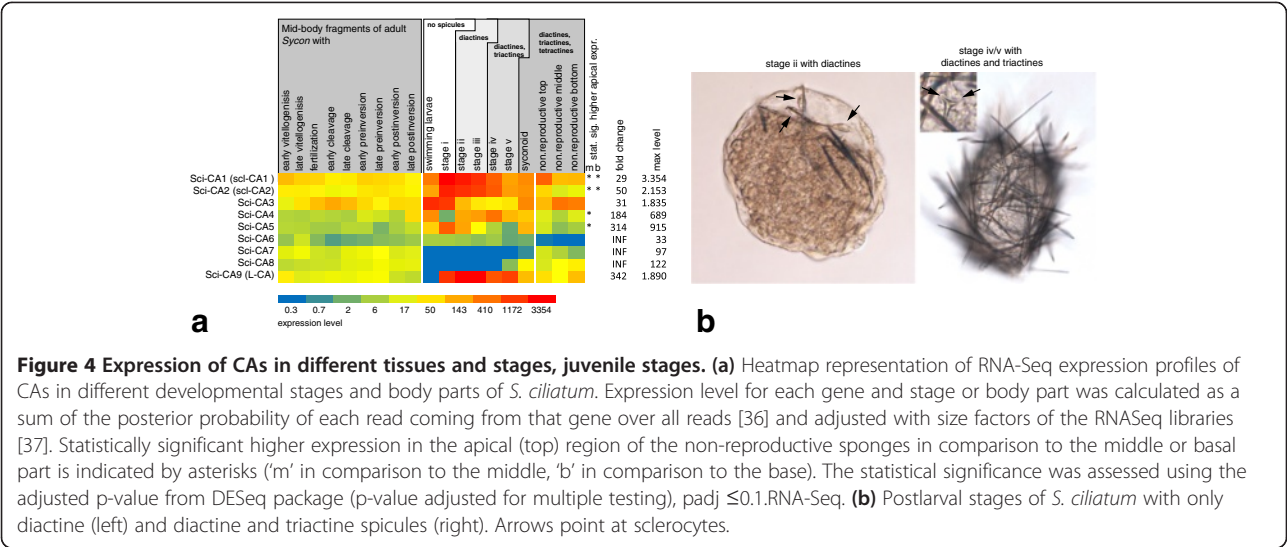 Mid-body fragments of adult
Sycon with
no spicules
diactines
diactines,
triactines
diactines,
triactines,
tetractines
early vitellogenisis
late vitellogenisis
fertilization
early cleavage
late cleavage
early preinversion
late preinversion
early postinversion
late postinversion
swimming larvae
stage i
stage ii
stage iii
stage iv
stage v
syconoid
non.reproductive top
non.reproductive middle
non.reproductive bottom
m b stat. sig. higher apical expr.
fold change
max level
Sci-CA1 (scl-CA1 ) * * 29 3.354
Sci-CA2 (scl-CA2) * * 50 2.153
Sci-CA3 31 1.835
Sci-CA4 * 184 689
Sci-CA5 * 314 915
Sci-CA6 INF 33
Sci-CA7 INF 97
Sci-CA8 INF 122
Sci-CA9 (L-CA) 342 1.890
0.3 0.7 2 6 17 50 143 410 1172 3354
expression level
a
stage ii with diactines
stage iv/v with
diactines and triactines
b
Figure 4 Expression of CAs in different tissues and stages, juvenile stages. (a) Heatmap representation of RNA-Seq expression profiles of
CAs in different developmental stages and body parts of S. ciliatum. Expression level for each gene and stage or body part was calculated as a
sum of the posterior probability of each read coming from that gene over all reads [36] and adjusted with size factors of the RNASeq libraries
[37]. Statistically significant higher expression in the apical (top) region of the non-reproductive sponges in comparison to the middle or basal
part is indicated by asterisks (‘m’ in comparison to the middle, ‘b’ in comparison to the base). The statistical significance was assessed using the
adjusted p-value from DESeq package (p-value adjusted for multiple testing), padj ≤0.1.RNA-Seq. (b) Postlarval stages of S. ciliatum with only
diactine (left) and diactine and triactine spicules (right). Arrows point at sclerocytes.